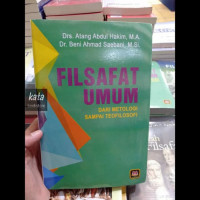 Drs. Atang Abdul Hakim, M.A.
Dr. Beni Ahmad Saebani, M.Si.
FILSAFAT
UMUM
DARI METOLOGI
SAMPAI TEOFILOSOFI
kata